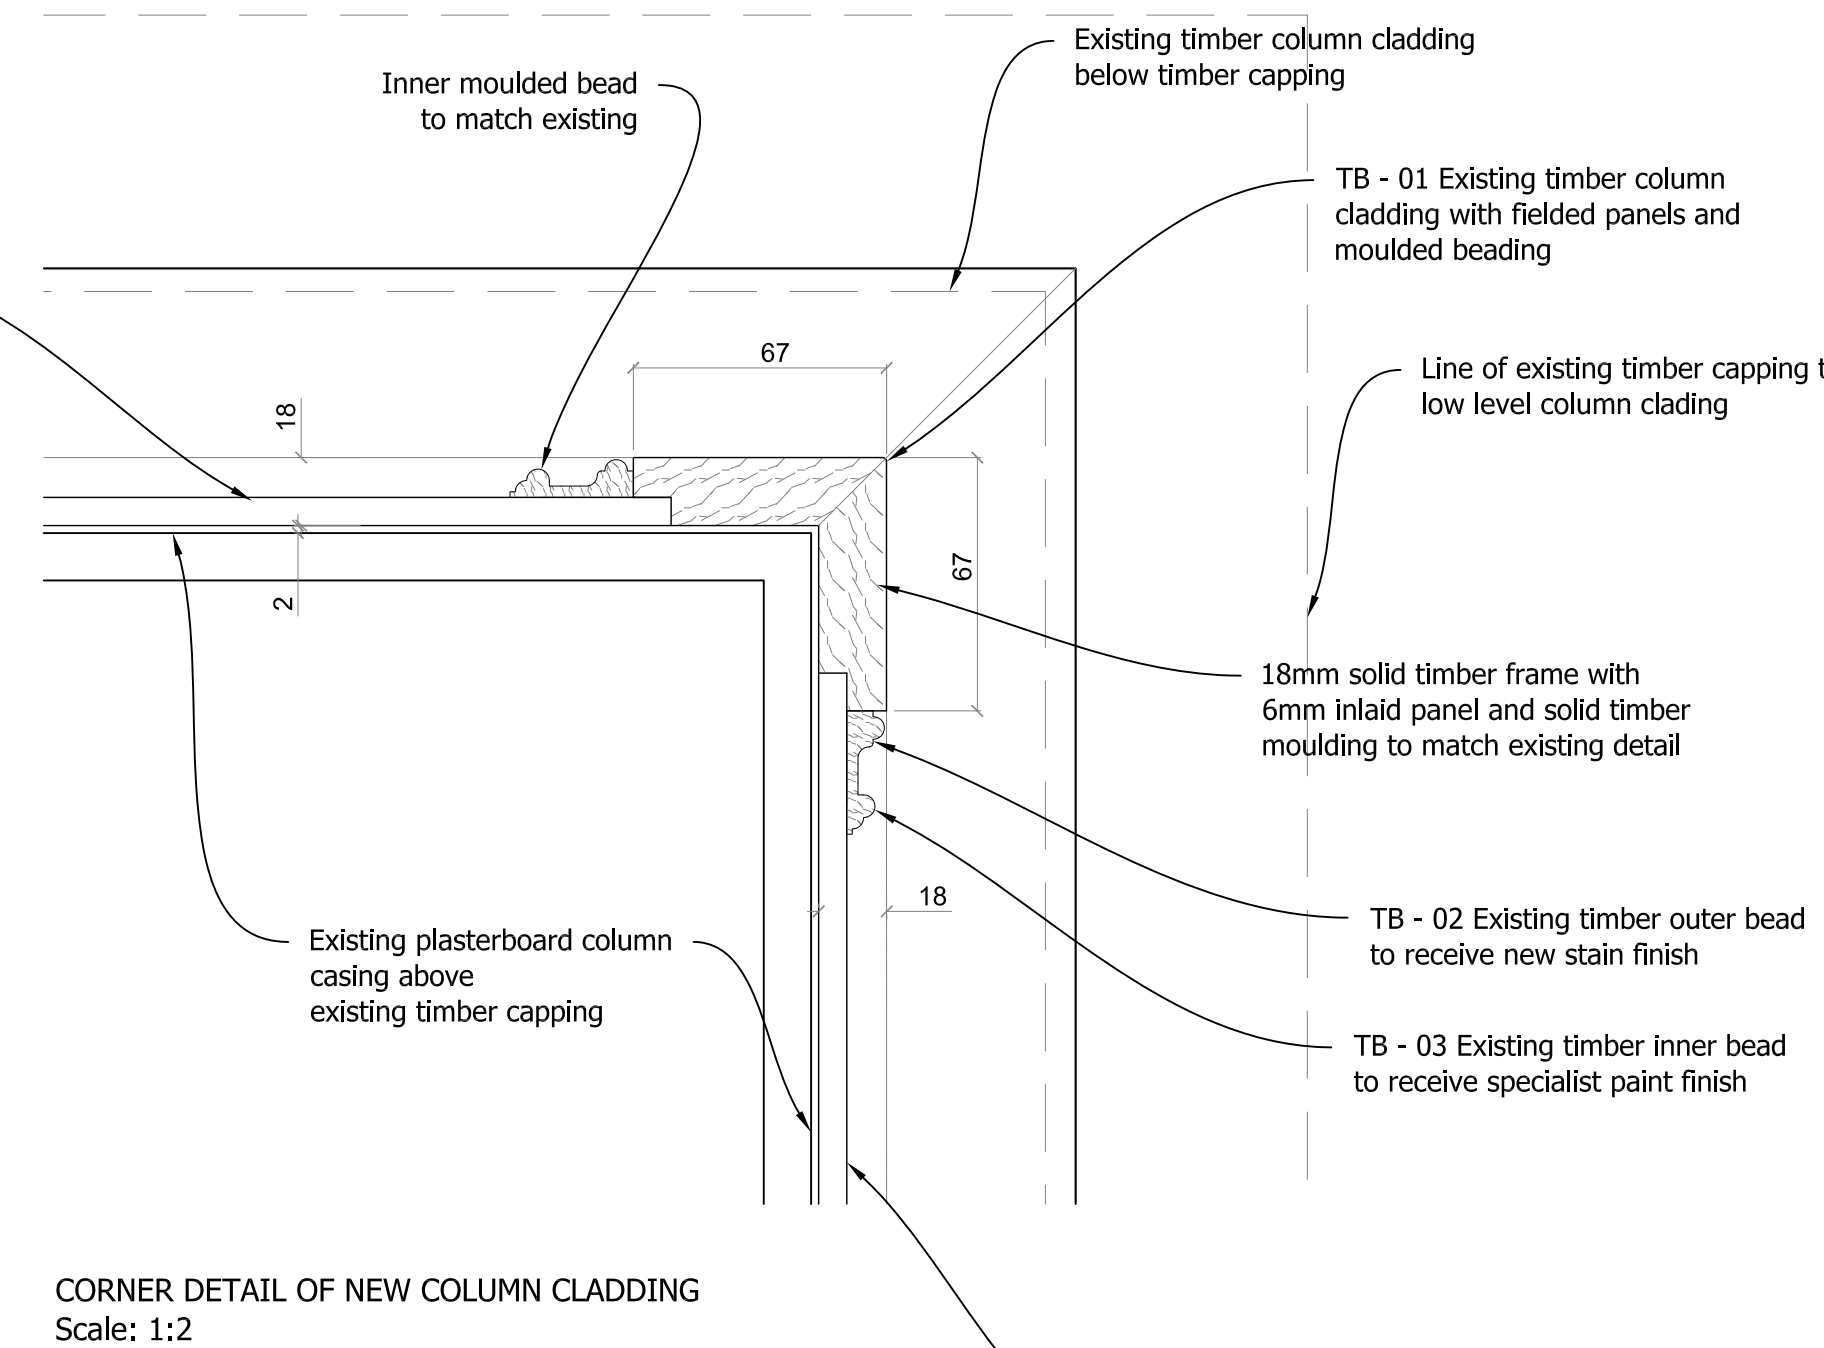 Existing timber column cladding
below timber capping
Inner moulded bead
to match existing
TB - 01 Existing timber column
cladding with fielded panels and
moulded beading
67
Line of existing timber capping t
low level column clading
18
67
2
18mm solid timber frame with
6mm inlaid panel and solid timber
moulding to match existing detail
18
TB - 02 Existing timber outer bead
to receive new stain finish
Existing plasterboard column
casing above
existing timber capping
TB - 03 Existing timber inner bead
to receive specialist paint finish
CORNER DETAIL OF NEW COLUMN CLADDING
Scale: 1:2